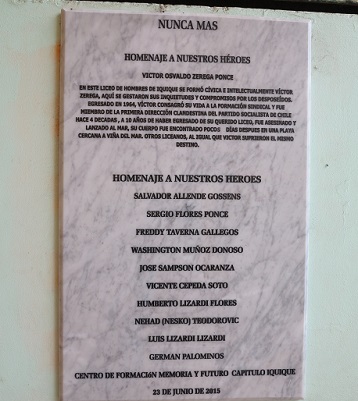 NUNCA MAS
HOMENAJE A NUESTROS HÉROES
VICTOR OSVALDO ZEREGA PONCE
EN ESTE LICEO DE HOMBRES DE IQUIQUE SE FORMÓ CÍVICA E INTELECTUALMENTE VÍCTOR
ZEREGA, AQUÍ SE GESTARON SUS INQUIETUDES Y COMPROMISOS POR LOS DESPOSEÍDOS.
EGRESADO EN 1964, VÍCTOR CONSAGRÓ SU VIDA A LA FORMACIÓN SINDICAL Y FUE
MIEMBRO DE LA PRIMERA DIRECCIÓN CLANDESTINA DEL PARTIDO SOCIALISTA DE CHILE
HACE 4 DECADAS, A 10 AÑOS DE HABER EGRESADO DE SU QUERIDO LICEO, FUE ASESINADO Y
LANZADO AL MAR, SU CUERPO FUE ENCONTRADO POCOS DÍAS DESPUES EN UNA PLAYA
CERCANA A VIÑA DEL MAR. OTROS LICEANOS, AL IGUAL QUE VICTOR SUFRIERON EL MISMO
DESTINO.
HOMENAJE A NUESTROS HEROES
SALVADOR ALLENDE GOSSENS
SERGIO FLORES PONCE
FREDDY TAVERNA GALLEGOS
WASHINGTON MUÑOZ DONOSO
JOSE SAMPSON OCARANZA
VICENTE CEPEDA SOTO
HUMBERTO LIZARDI FLORES
NEHAD (NESKO) TEODOROVIC
LUIS LIZARDI LIZARDI
GERMAN PALOMINOS
CENTRO DE FORMACIóN MEMORIA Y FUTURO CAPITULO IQUIQUE
23 DE JUNIO DE 2015